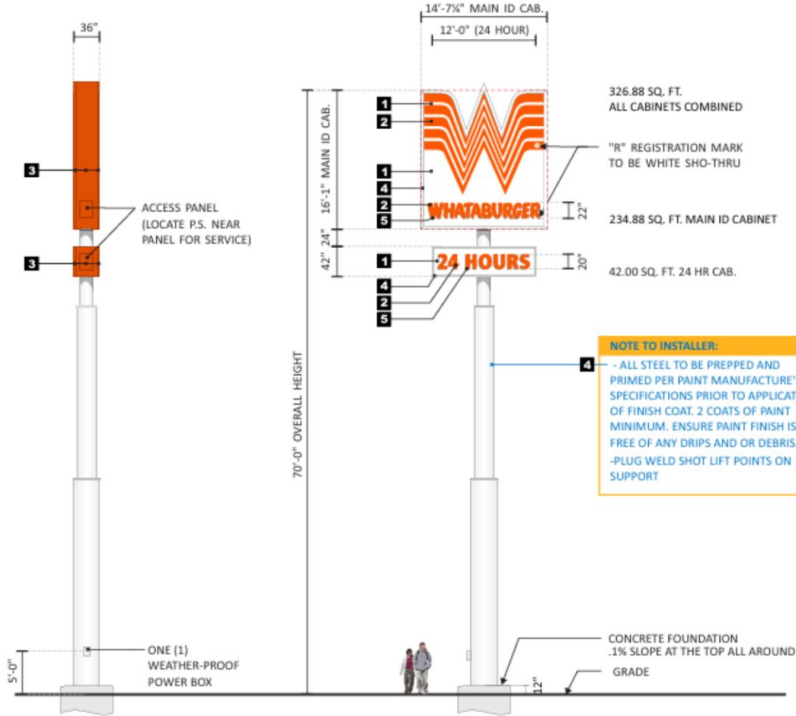 36"
14'-7¼" MAIN ID CAB.
12'-0" (24 HOUR)
326.88 SQ. FT.
ALL CABINETS COMBINED
1
2
"R" REGISTRATION MARK
TO BE WHITE SHO-THRU
3
1
4
16'-1" MAIN ID CAB.
2
5
WHATABURGER
22"
234.88 SQ. FT. MAIN ID CABINET
ACCESS PANEL
(LOCATE P.S. NEAR
PANEL FOR SERVICE)
24"
3
42"
1
24 HOURS
20"
42.00 SQ. FT. 24 HR CAB.
4
2
5
70'-0" OVERALL HEIGHT
NOTE TO INSTALLER:
4
- ALL STEEL TO BE PREPPED AND
PRIMED PER PAINT MANUFACTURE'
SPECIFICATIONS PRIOR TO APPLICAT
OF FINISH COAT. 2 COATS OF PAINT
MINIMUM. ENSURE PAINT FINISH IS
FREE OF ANY DRIPS AND OR DEBRIS
-PLUG WELD SHOT LIFT POINTS ON
SUPPORT
5'-0"
ONE (1)
WEATHER-PROOF
POWER BOX
CONCRETE FOUNDATION
.1% SLOPE AT THE TOP ALL AROUND
12"
GRADE